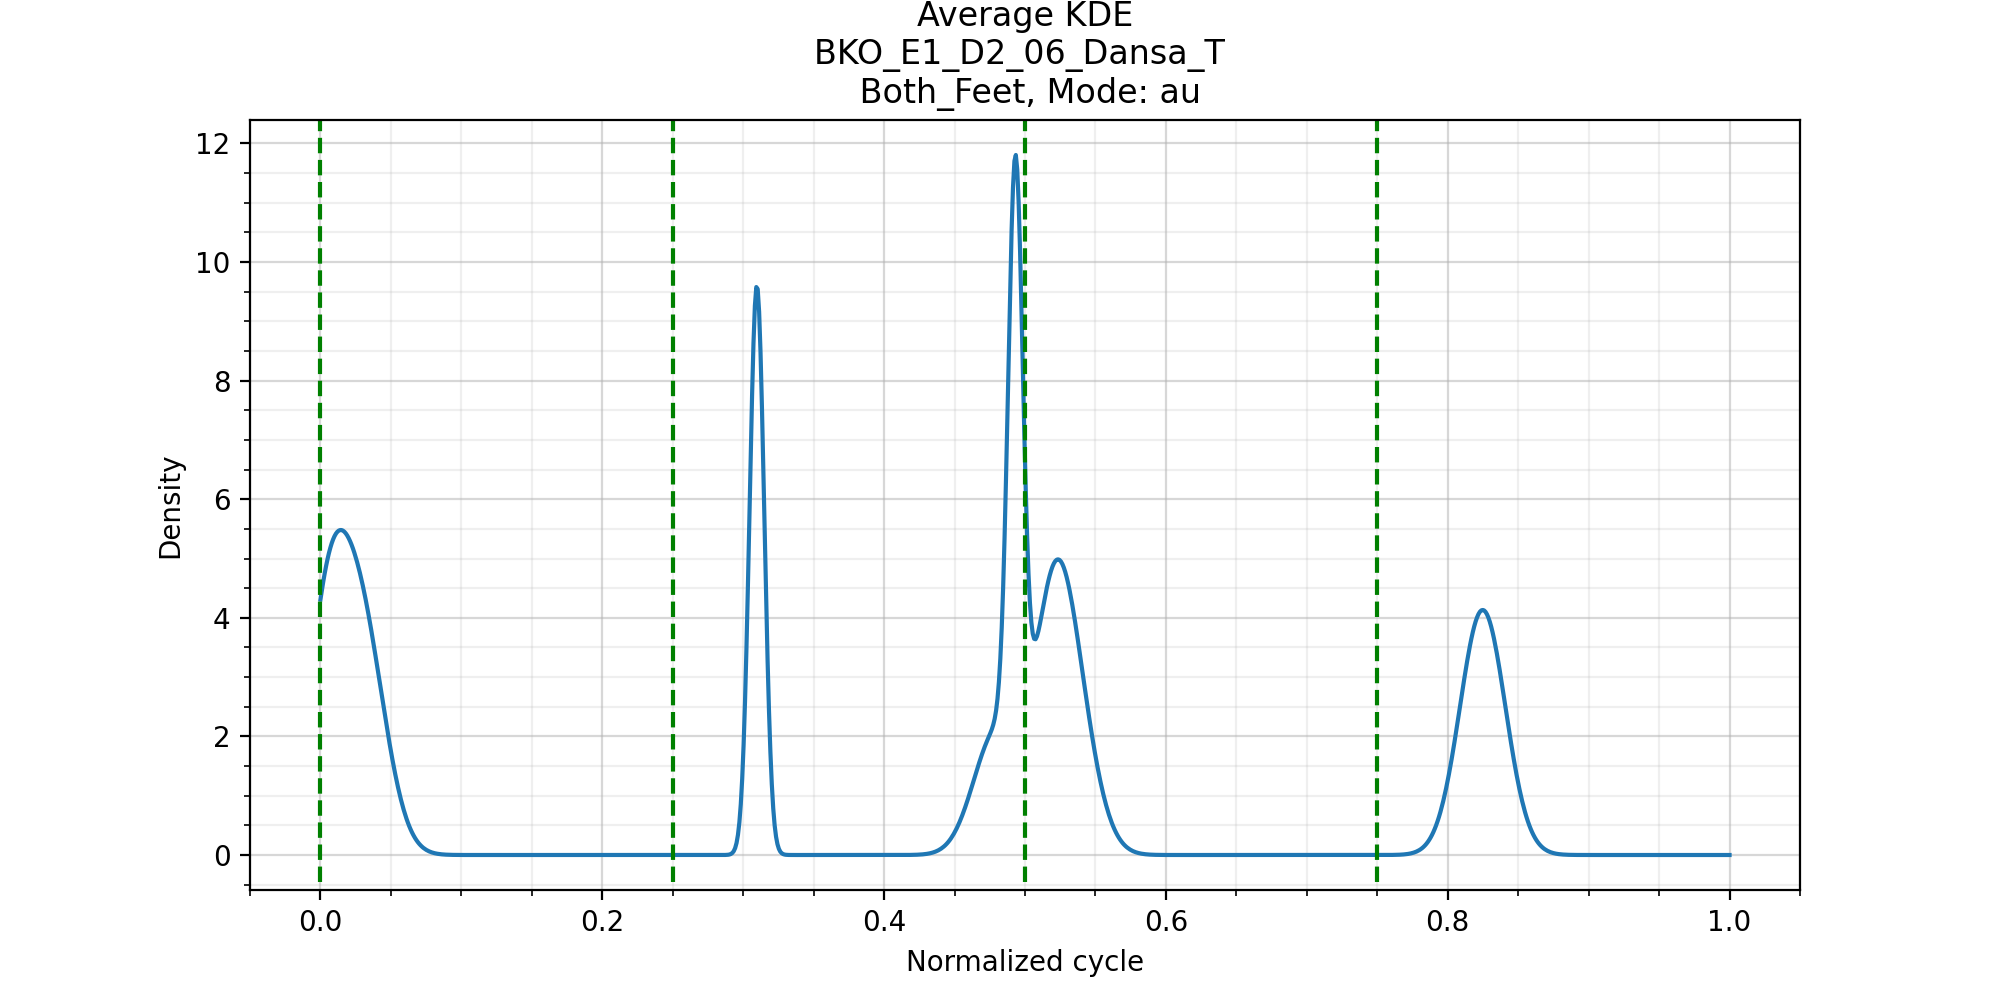 Average KDE
BKO_E1_D2_06_Dansa_T
Both_Feet, Mode: au
12
10
8
6
4
2
0
Density
0.0 0.2 0.4 0.6 0.8 1.0
Normalized cycle